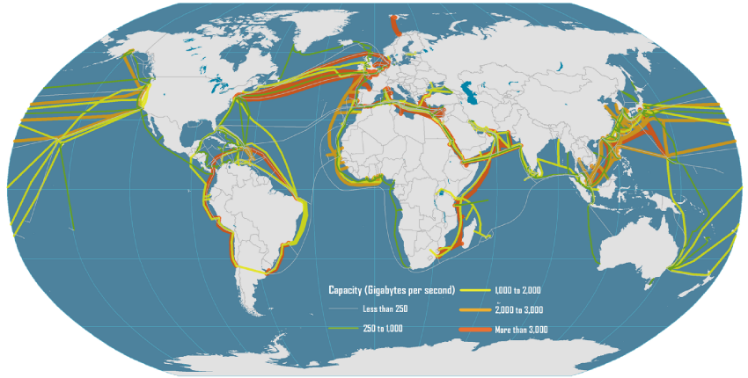 Capacity (Gigabytes per second)
Less than 250
250 to 1,000
1,000 to 2,000
2,000 to 3,000
More than 3,000